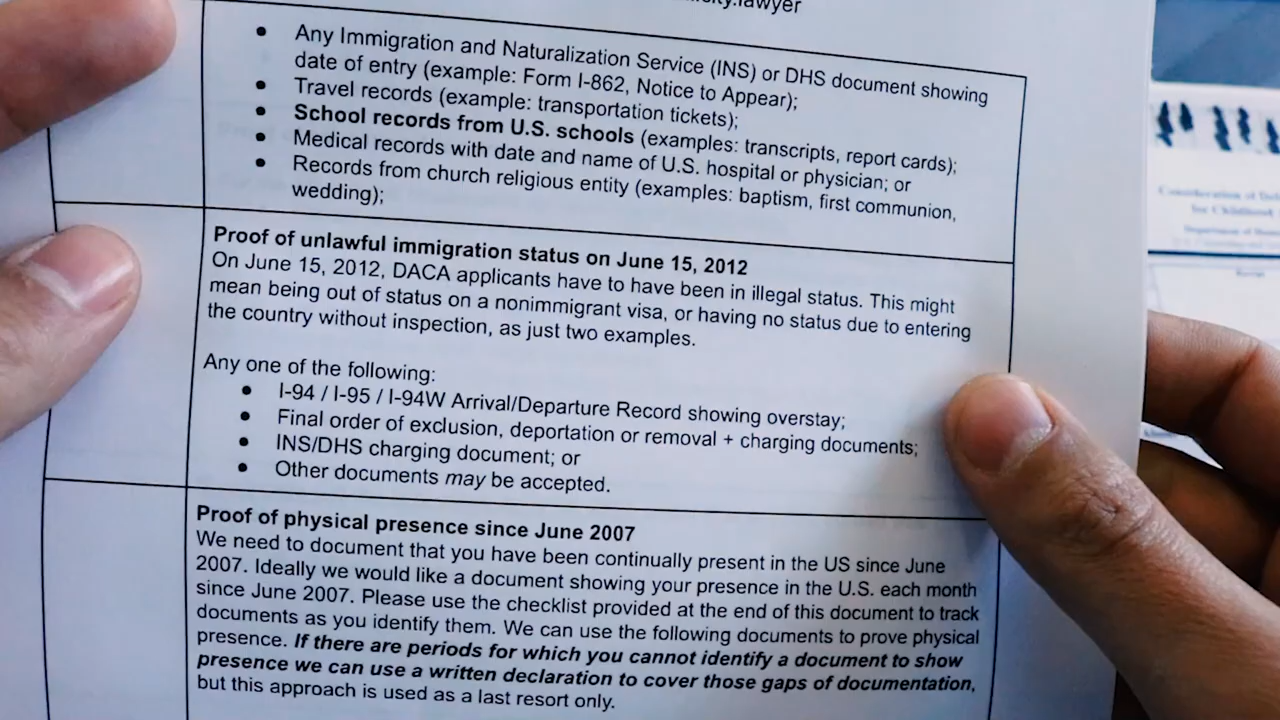 Any Immigration and Naturalization Service (INS) or DHS document showing
date of entry (example: Form I-862, Notice to Appear);
Travel records (example: transportation tickets);
School records from U.S. schools (examples: transcripts, report cards);
Medical records with date and name of U.S. hospital or physician; or
Records from church religious entity (examples: baptism, first communion,
wedding);
Proof of unlawful immigration status on June 15, 2012
On June 15, 2012, DACA applicants have to have been in illegal status. This might
mean being out of status on a nonimmigrant visa, or having no status due to entering
the country without inspection, as just two examples.
Any one of the following:
I-94 / I-95 / I-94W Arrival/Departure Record showing overstay;
Final order of exclusion, deportation or removal + charging documents;
INS/DHS charging document; or
Other documents may be accepted.
Proof of physical presence since June 2007
We need to document that you have been continually present in the US since June
2007. Ideally we would like a document showing your presence in the U.S. each month
since June 2007. Please use the checklist provided at the end of this document to track
documents as you identify them. We can use the following documents to prove physical
presence. If there are periods for which you cannot identify a document to show
presence we can use a written declaration to cover those gaps of documentation,
but this approach is used as a last resort only.
Consideration of
for Childhood
Department of